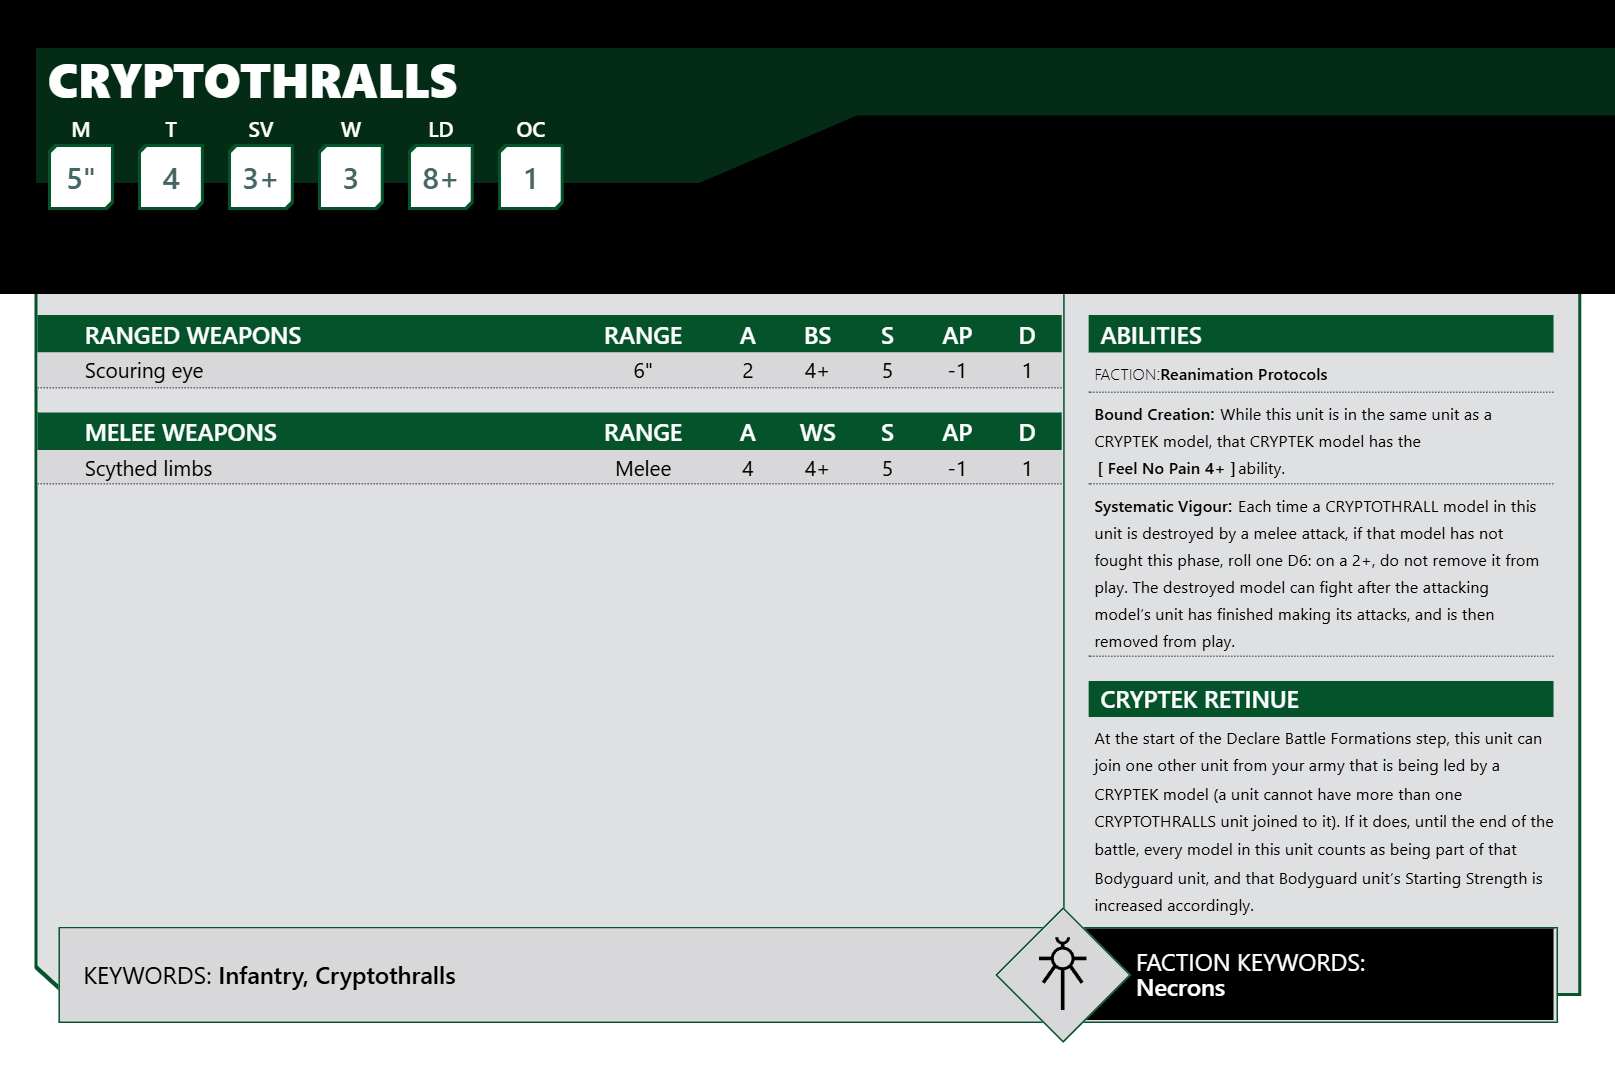 CRYPTOTHRALLS
M T SV W LD OC
5" 4 3+ 3 8+ 1
RANGED WEAPONS RANGE A BS S AP D
Scouring eye 6" 2 4+ 5 -1 1
MELEE WEAPONS RANGE A WS S AP D
Scythed limbs Melee 4 4+ 5 -1 1
ABILITIES
FACTION:Reanimation Protocols
Bound Creation: While this unit is in the same unit as a
CRYPTEK model, that CRYPTEK model has the
[ Feel No Pain 4+ ] ability.
Systematic Vigour: Each time a CRYPTOTHRALL model in this
unit is destroyed by a melee attack, if that model has not
fought this phase, roll one D6: on a 2+, do not remove it from
play. The destroyed model can fight after the attacking
model's unit has finished making its attacks, and is then
removed from play.
CRYPTEK RETINUE
At the start of the Declare Battle Formations step, this unit can
join one other unit from your army that is being led by a
CRYPTEK model (a unit cannot have more than one
CRYPTOTHRALLS unit joined to it). If it does, until the end of the
battle, every model in this unit counts as being part of that
Bodyguard unit, and that Bodyguard unit's Starting Strength is
increased accordingly.
KEYWORDS: Infantry, Cryptothralls
FACTION KEYWORDS:
Necrons